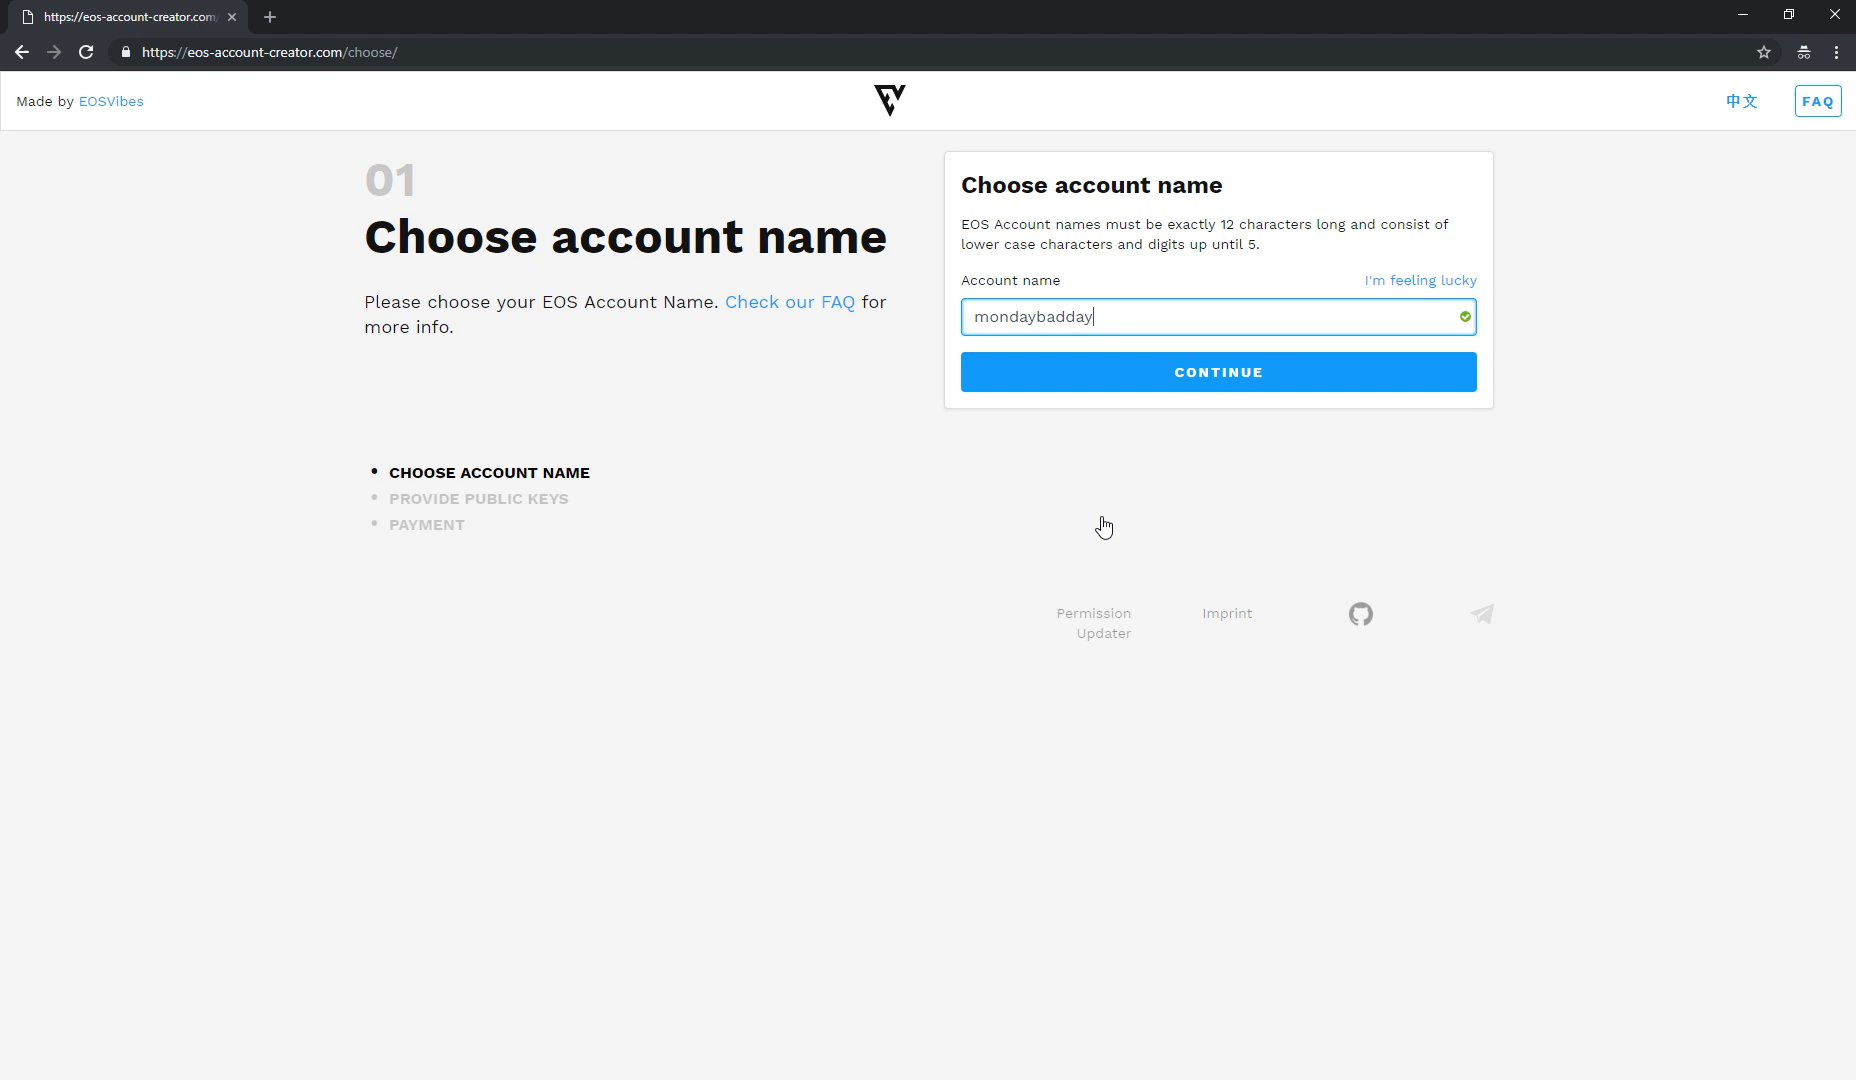 https://eos-account-creator.com
https://eos-account-creator.com/choose/
Made by EOSVibes
中文
FAQ
01
Choose account name
Please choose your EOS Account Name. Check our FAQ for
more info.
• CHOOSE ACCOUNT NAME
• PROVIDE PUBLIC KEYS
• PAYMENT
Choose account name
EOS Account names must be exactly 12 characters long and consist of
lower case characters and digits up until 5.
Account name
I'm feeling lucky
mondaybadday
CONTINUE
Permission
Updater
Imprint